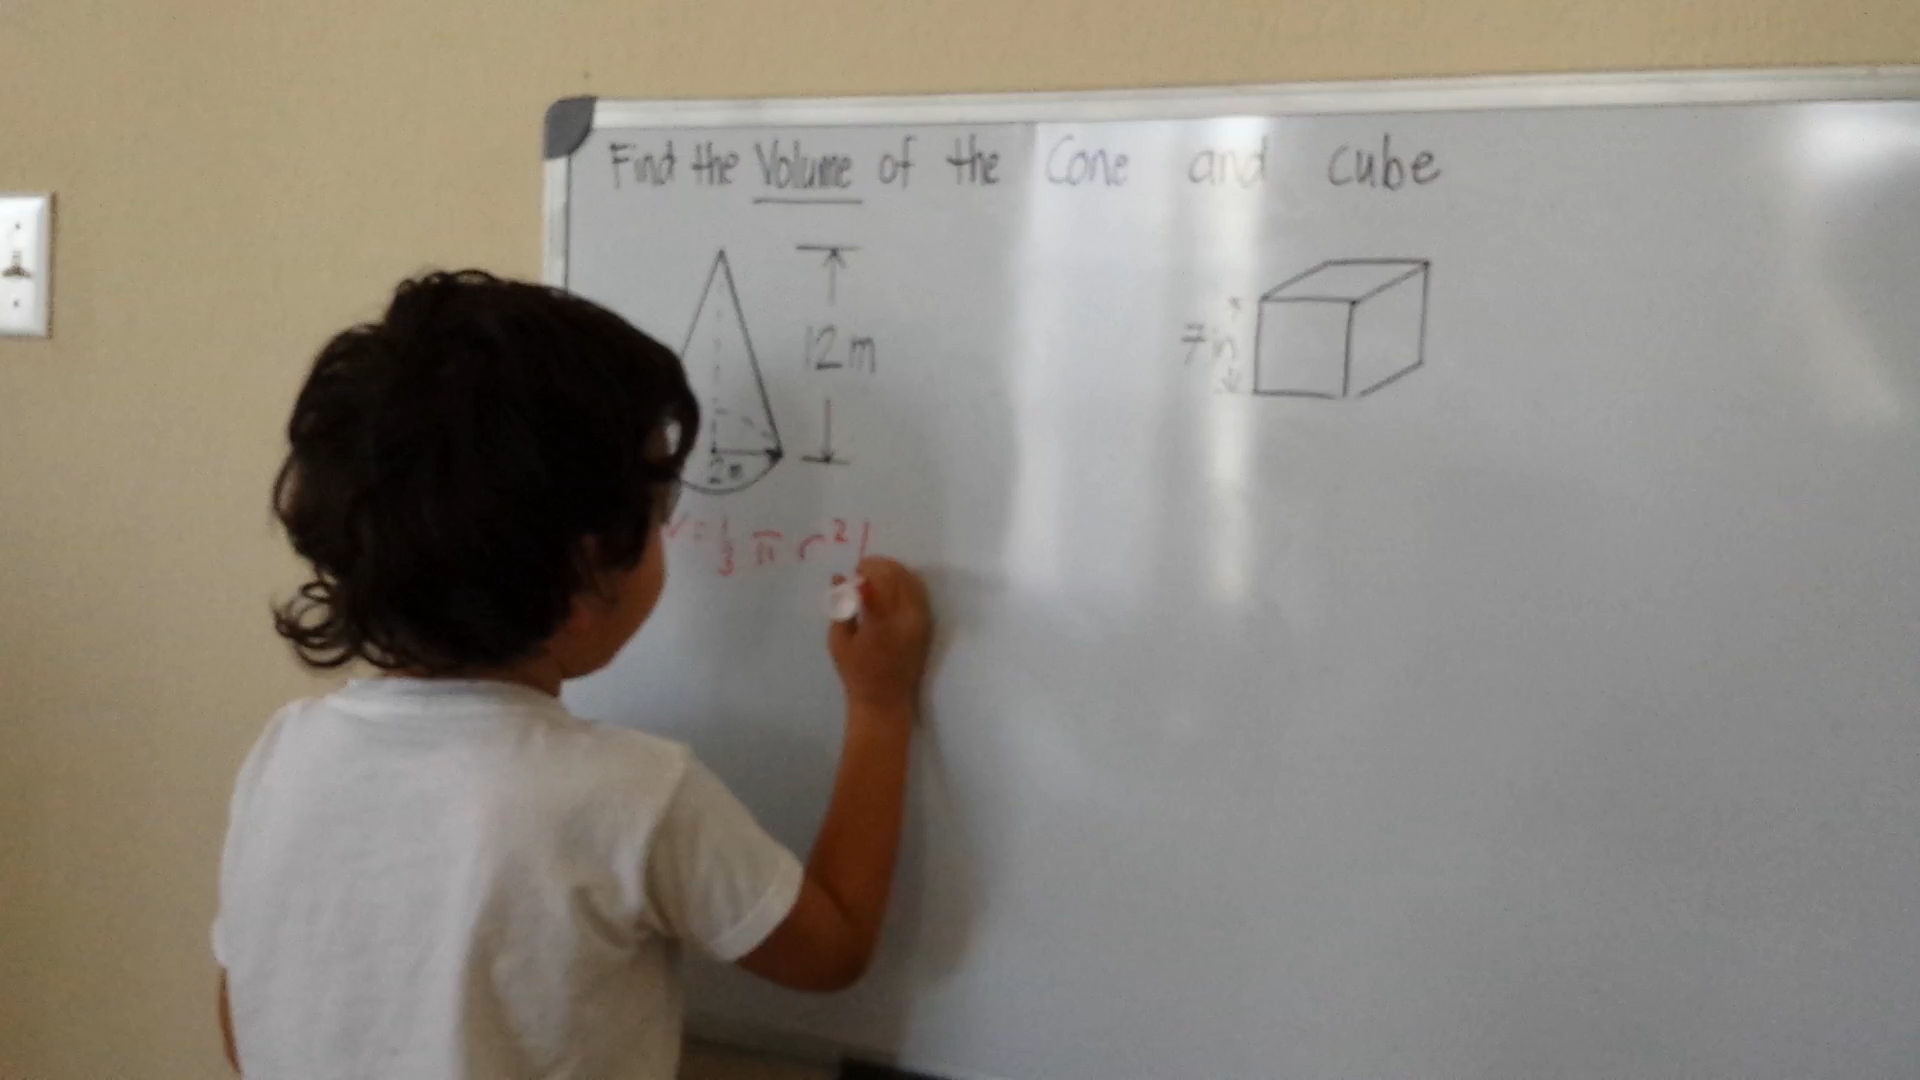 Find the Volume of the Cone and cube
12m
7in
2m
V = 1/3 π r²